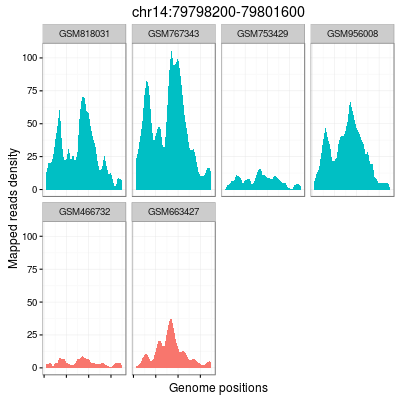 chr14:79798200-79801600
GSM818031 GSM767343 GSM753429 GSM956008
100
75
50
25
0
GSM466732 GSM663427
100
75
50
25
0
Mapped reads density
Genome positions